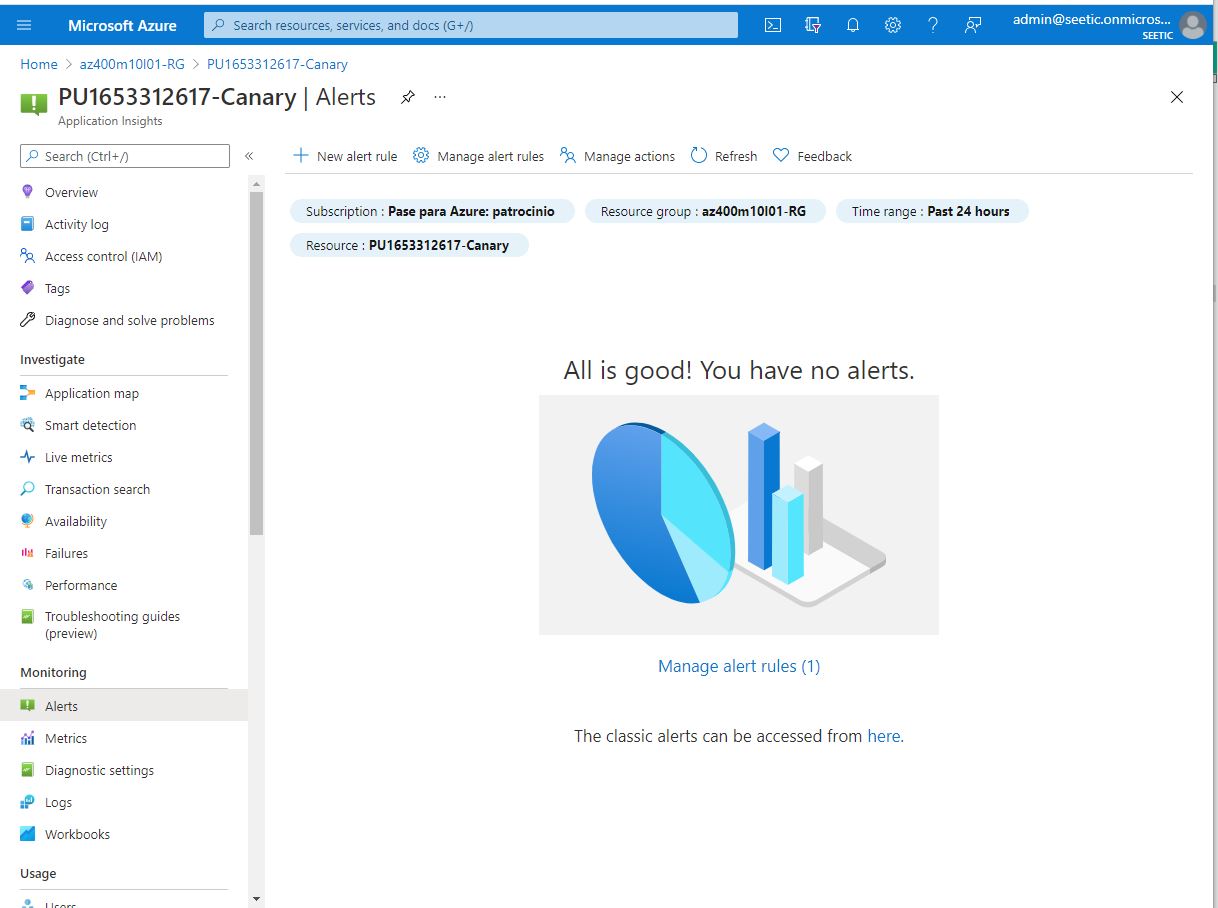 Microsoft Azure
Search resources, services, and docs (G+/)
admin@seetic.onmicros...
SEETIC
Home > az400m10l01-RG > PU1653312617-Canary
PU1653312617-Canary | Alerts
Application Insights
Search (Ctrl+/)
Overview
Activity log
Access control (IAM)
Tags
Diagnose and solve problems
Investigate
Application map
Smart detection
Live metrics
Transaction search
Availability
Failures
Performance
Troubleshooting guides
(preview)
Monitoring
Alerts
Metrics
Diagnostic settings
Logs
Workbooks
Usage
Users
New alert rule Manage alert rules Manage actions Refresh Feedback
Subscription : Pase para Azure: patrocinio Resource group : az400m10l01-RG Time range : Past 24 hours
Resource : PU1653312617-Canary
All is good! You have no alerts.
Manage alert rules (1)
The classic alerts can be accessed from here.